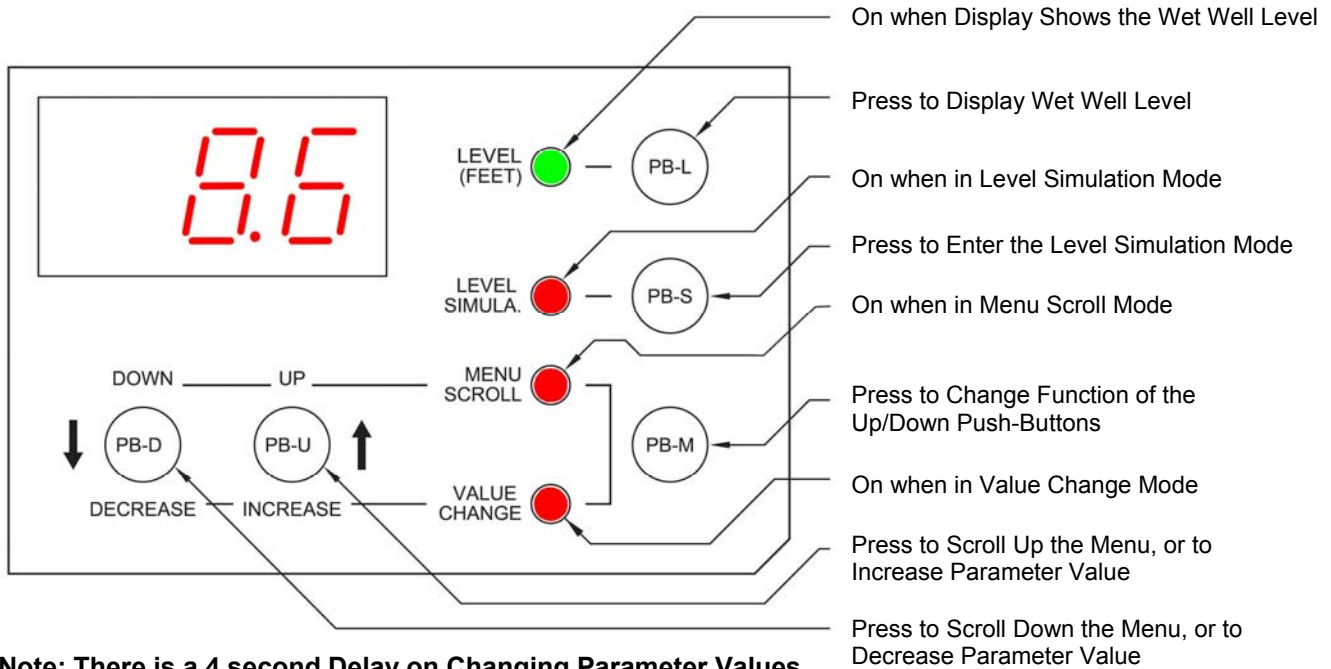 On when Display Shows the Wet Well Level
8.6
LEVEL
(FEET)
PB-L
Press to Display Wet Well Level
On when in Level Simulation Mode
LEVEL
SIMULA.
PB-S
Press to Enter the Level Simulation Mode
On when in Menu Scroll Mode
DOWN
UP
MENU
SCROLL
PB-D
PB-U
PB-M
Press to Change Function of the
Up/Down Push-Buttons
DECREASE
INCREASE
VALUE
CHANGE
On when in Value Change Mode
Press to Scroll Up the Menu, or to
Increase Parameter Value
Press to Scroll Down the Menu, or to
Decrease Parameter Value
Note: There is a 4 second Delay on Changing Parameter Values